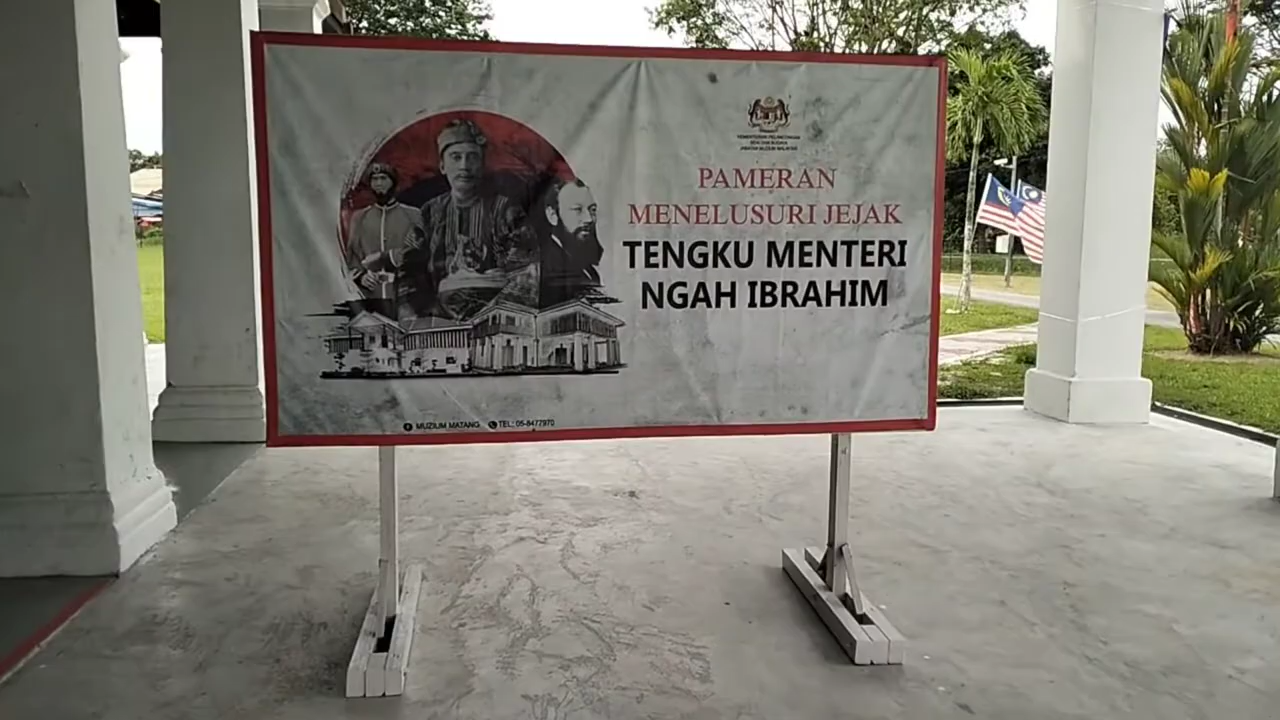 KEMENTERIAN PELANCONGAN
SENI DAN BUDAYA
JABATAN MUZIUM MALAYSIA
PAMERAN
MENELUSURI JEJAK
TENGKU MENTERI
NGAH IBRAHIM
MUZIUM MATANG TEL: 05-8477970